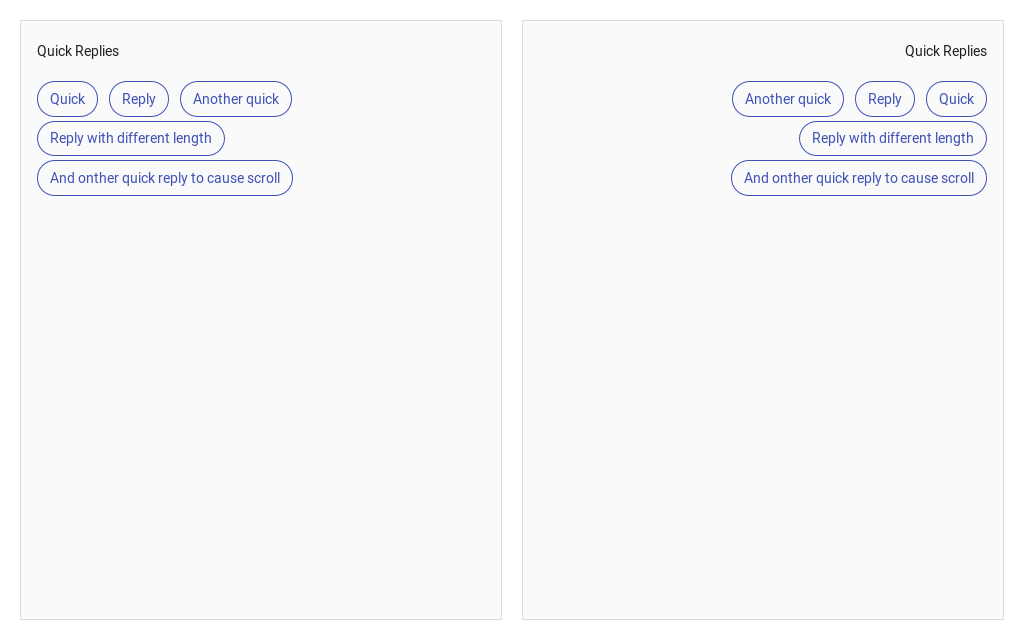 Quick Replies
Quick Reply Another quick
Reply with different length
And onther quick reply to cause scroll
Quick Replies
Another quick Reply Quick
Reply with different length
And onther quick reply to cause scroll